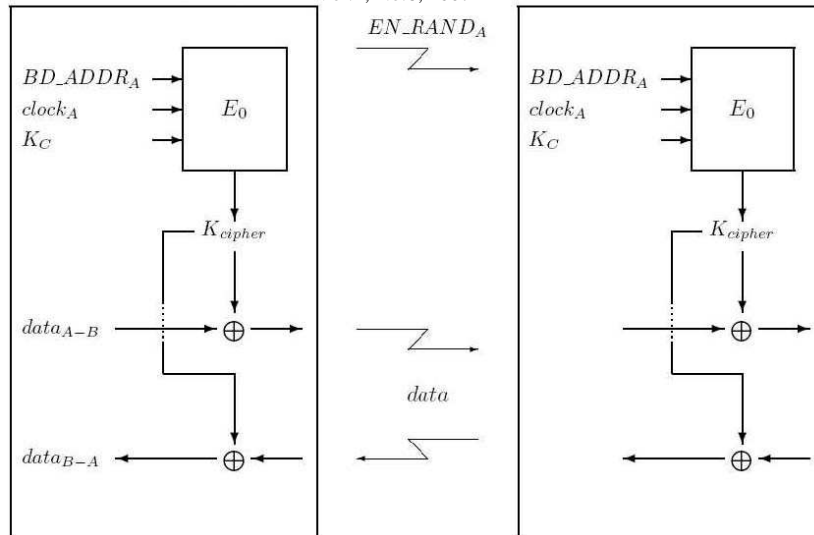 EN_RAND_A
BD_ADDR_A
clock_A
K_C
E_0
K_cipher
data_A−B
data_B−A
data
BD_ADDR_A
clock_A
K_C
E_0
K_cipher